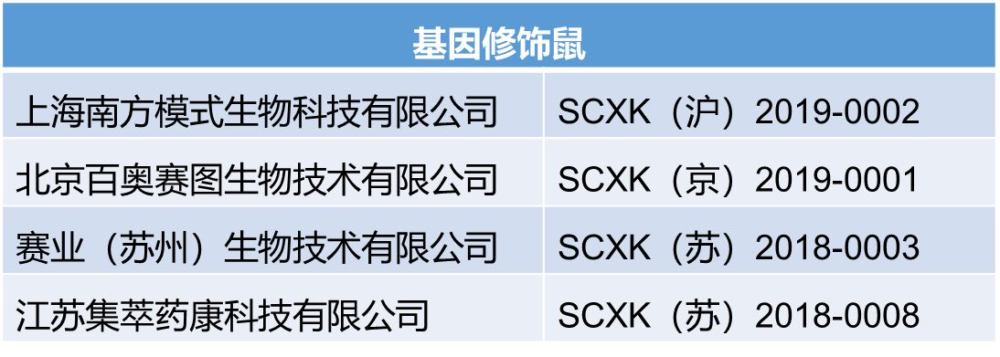 基因修饰鼠
上海南方模式生物科技有限公司 SCXK（沪）2019-0002
北京百奥赛图生物技术有限公司 SCXK（京）2019-0001
赛业（苏州）生物技术有限公司 SCXK（苏）2018-0003
江苏集萃药康科技有限公司 SCXK（苏）2018-0008